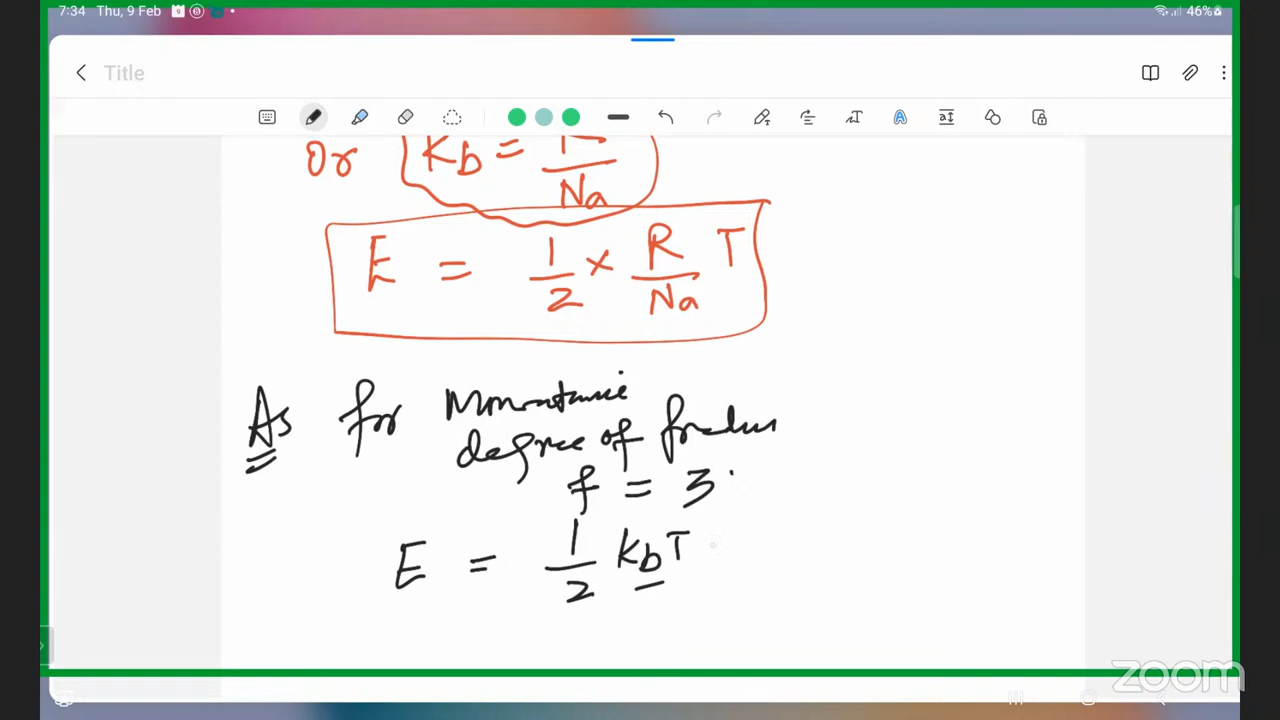 7:34 Thu, 9 Feb
46%
Title
Or Kb = R/Na
E = 1/2 × R/Na T
As for Monatomic
degree of freedom
f = 3
E = 1/2 kbT
zoom